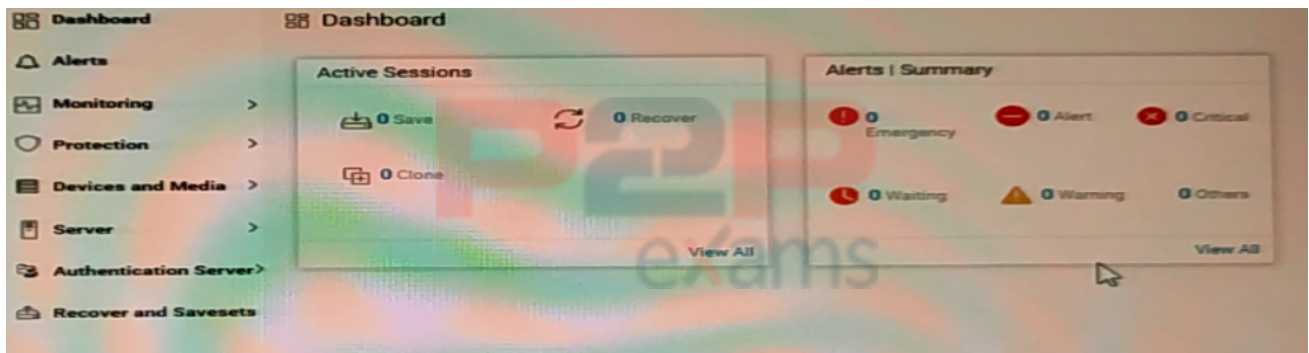 Dashboard
Alerts
Monitoring
Protection
Devices and Media
Server
Authentication Server
Recover and Savesets
Dashboard
Active Sessions
0 Save
0 Recover
0 Clone
View All
Alerts | Summary
0
Emergency
0 Alert
0 Critical
0 Waiting
0 Warning
0 Others
View All
P2P
exams